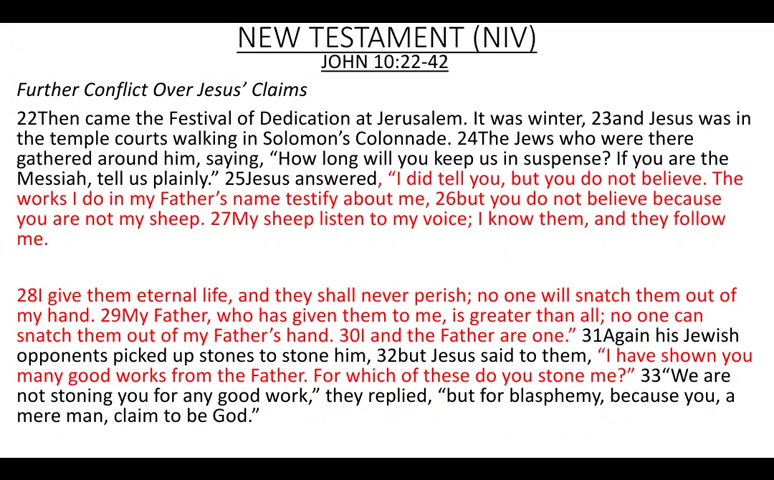 NEW TESTAMENT (NIV)
JOHN 10:22-42
Further Conflict Over Jesus’ Claims
22Then came the Festival of Dedication at Jerusalem. It was winter, 23and Jesus was in
the temple courts walking in Solomon’s Colonnade. 24The Jews who were there
gathered around him, saying, “How long will you keep us in suspense? If you are the
Messiah, tell us plainly.” 25Jesus answered, “I did tell you, but you do not believe. The
works I do in my Father’s name testify about me, 26but you do not believe because
you are not my sheep. 27My sheep listen to my voice; I know them, and they follow
me.
28I give them eternal life, and they shall never perish; no one will snatch them out of
my hand. 29My Father, who has given them to me, is greater than all; no one can
snatch them out of my Father’s hand. 30I and the Father are one.” 31Again his Jewish
opponents picked up stones to stone him, 32but Jesus said to them, “I have shown you
many good works from the Father. For which of these do you stone me?” 33“We are
not stoning you for any good work,” they replied, “but for blasphemy, because you, a
mere man, claim to be God.”